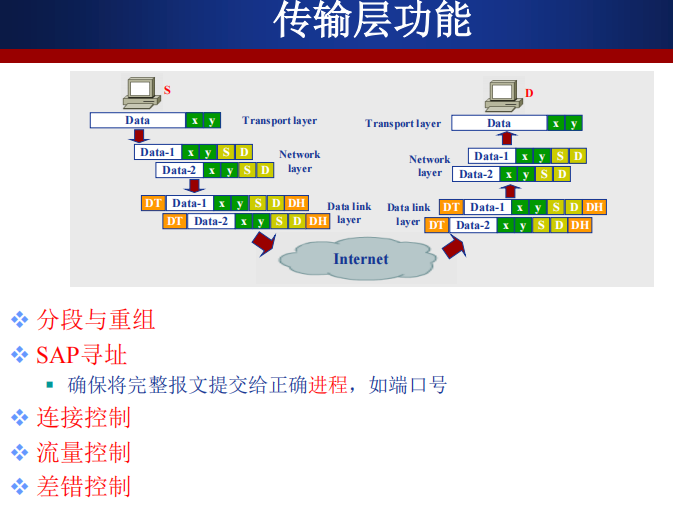 传输层功能
S
D
Data x y Transport layer
Transport layer Data x y
Data-1 x y S D
Data-2 x y S D
Network
layer
Network
layer
Data-1 x y S D
Data-2 x y S D
DT Data-1 x y S D DH
DT Data-2 x y S D DH
Data link
layer
Data link
layer
DT Data-1 x y S D DH
DT Data-2 x y S D DH
Internet
分段与重组
SAP寻址
确保将完整报文提交给正确进程，如端口号
连接控制
流量控制
差错控制